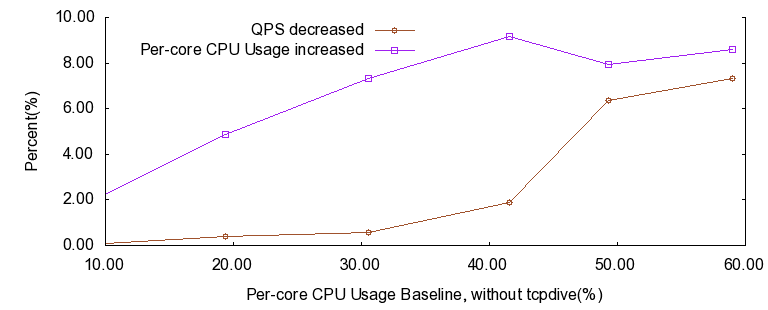 10.00
8.00
6.00
4.00
2.00
0.00
Percent(%)
QPS decreased
Per-core CPU Usage increased
10.00 20.00 30.00 40.00 50.00 60.00
Per-core CPU Usage Baseline, without tcpdive(%)